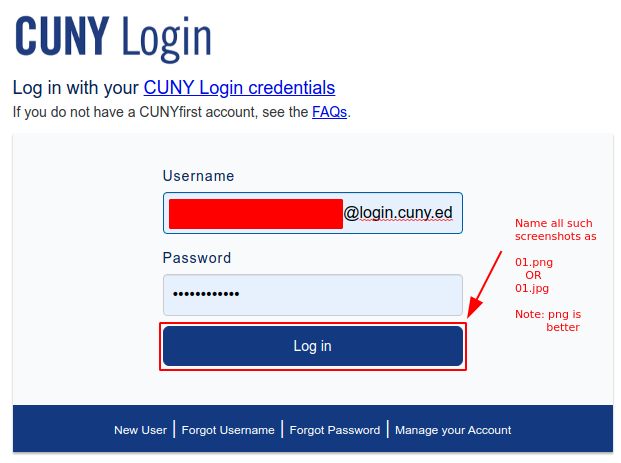 CUNY Login
Log in with your CUNY Login credentials
If you do not have a CUNYfirst account, see the FAQs.
Username
@login.cuny.ed
Password
••••••••••••
Log in
Name all such
screenshots as
01.png
OR
01.jpg
Note: png is
better
New User | Forgot Username | Forgot Password | Manage your Account